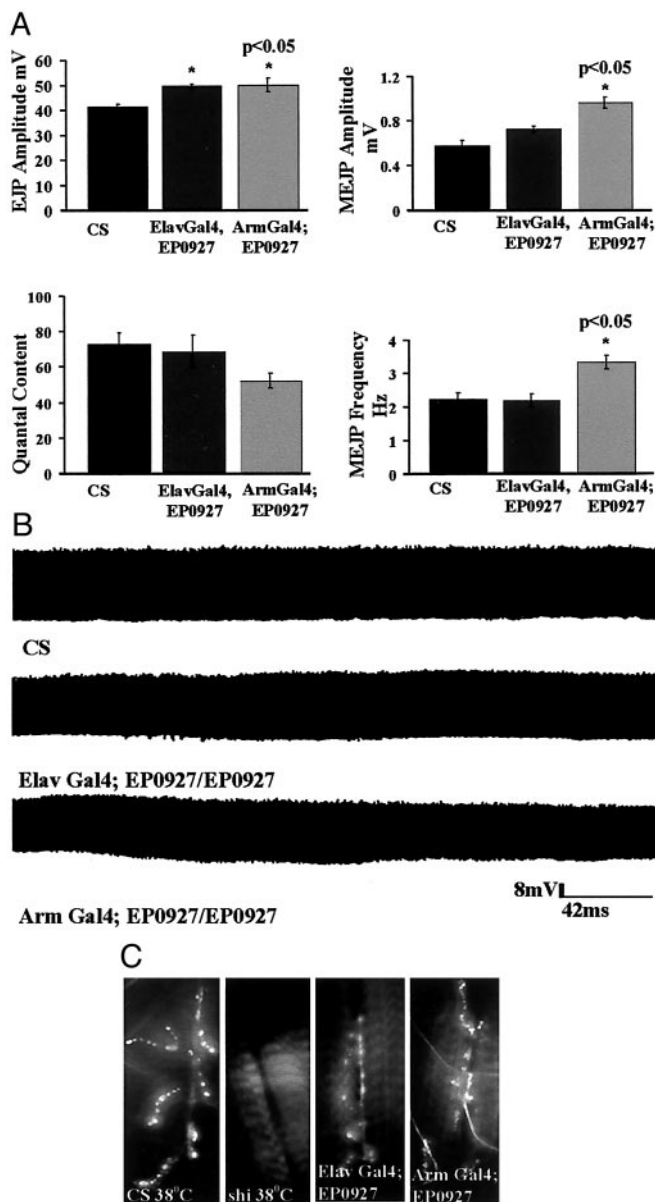 A
EJP Amplitude mV
60
50
40
30
20
10
0
*
p<0.05
*
CS
ElavGal4,
EP0927
ArmGal4;
EP0927
MEJP Amplitude
mV
1.2
0.8
0.4
0
p<0.05
*
CS
ElavGal4,
EP0927
ArmGal4;
EP0927
Quantal Content
100
80
60
40
20
0
CS
ElavGal4,
EP0927
ArmGal4;
EP0927
MEJP Frequency
Hz
4
3
2
1
0
p<0.05
*
CS
ElavGal4,
EP0927
ArmGal4;
EP0927
B
CS
Elav Gal4; EP0927/EP0927
Arm Gal4; EP0927/EP0927
8mV
42ms
C
CS 38°C
shi 38°C
Elav Gal4;
EP0927
Arm Gal4;
EP0927